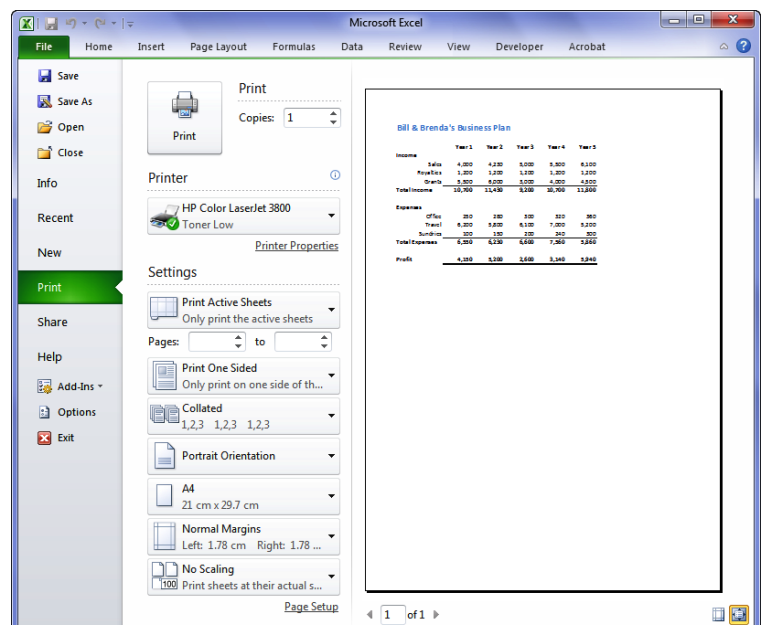 Microsoft Excel
File Home Insert Page Layout Formulas Data Review View Developer Acrobat
Save
Save As
Open
Close
Info
Recent
New
Print
Share
Help
Add-Ins
Options
Exit
Print
Print
Copies: 1
Printer
HP Color LaserJet 3800
Toner Low
Printer Properties
Settings
Print Active Sheets
Only print the active sheets
Pages: to
Print One Sided
Only print on one side of th...
Collated
1,2,3 1,2,3 1,2,3
Portrait Orientation
A4
21 cm x 29.7 cm
Normal Margins
Left: 1.78 cm Right: 1.78 ...
No Scaling
100
Print sheets at their actual s...
Page Setup
Bill & Brenda's Business Plan
Year 1 Year 2 Year 3 Year 4 Year 5
Income
Sales 4,000 4,250 5,000 5,500 6,100
Royalties 1,200 1,200 1,200 1,200 1,200
Grants 5,500 6,000 3,000 4,000 4,500
Total Income 10,700 11,450 9,200 10,700 11,800
Expenses
Office 250 280 300 320 360
Travel 6,200 5,800 6,100 7,000 5,200
Sundries 100 150 200 240 300
Total Expenses 6,550 6,230 6,600 7,560 5,860
Profit 4,150 5,200 2,600 3,140 5,940
1 of 1